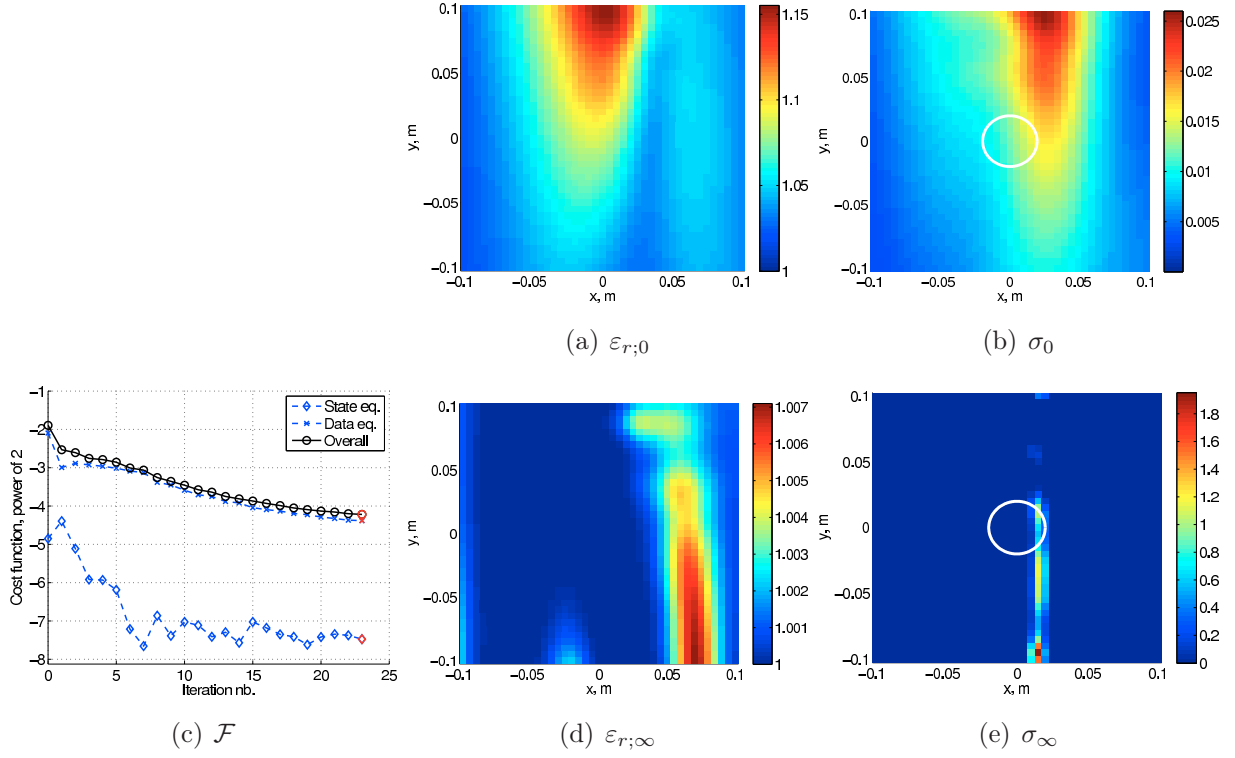 0.1
0.05
0
−0.05
−0.1
y, m
−0.1 −0.05 0 0.05 0.1
x, m
1.15
1.1
1.05
1
(a) εr;0
0.1
0.05
0
−0.05
−0.1
y, m
−0.1 −0.05 0 0.05 0.1
x, m
0.025
0.02
0.015
0.01
0.005
(b) σ0
−1
−2
−3
−4
−5
−6
−7
−8
Cost function, power of 2
0 5 10 15 20 25
Iteration nb.
State eq.
Data eq.
Overall
(c) F
0.1
0.05
0
−0.05
−0.1
y, m
−0.1 −0.05 0 0.05 0.1
x, m
1.007
1.006
1.005
1.004
1.003
1.002
1.001
1
(d) εr;∞
0.1
0.05
0
−0.05
−0.1
y, m
−0.1 −0.05 0 0.05 0.1
x, m
1.8
1.6
1.4
1.2
1
0.8
0.6
0.4
0.2
0
(e) σ∞